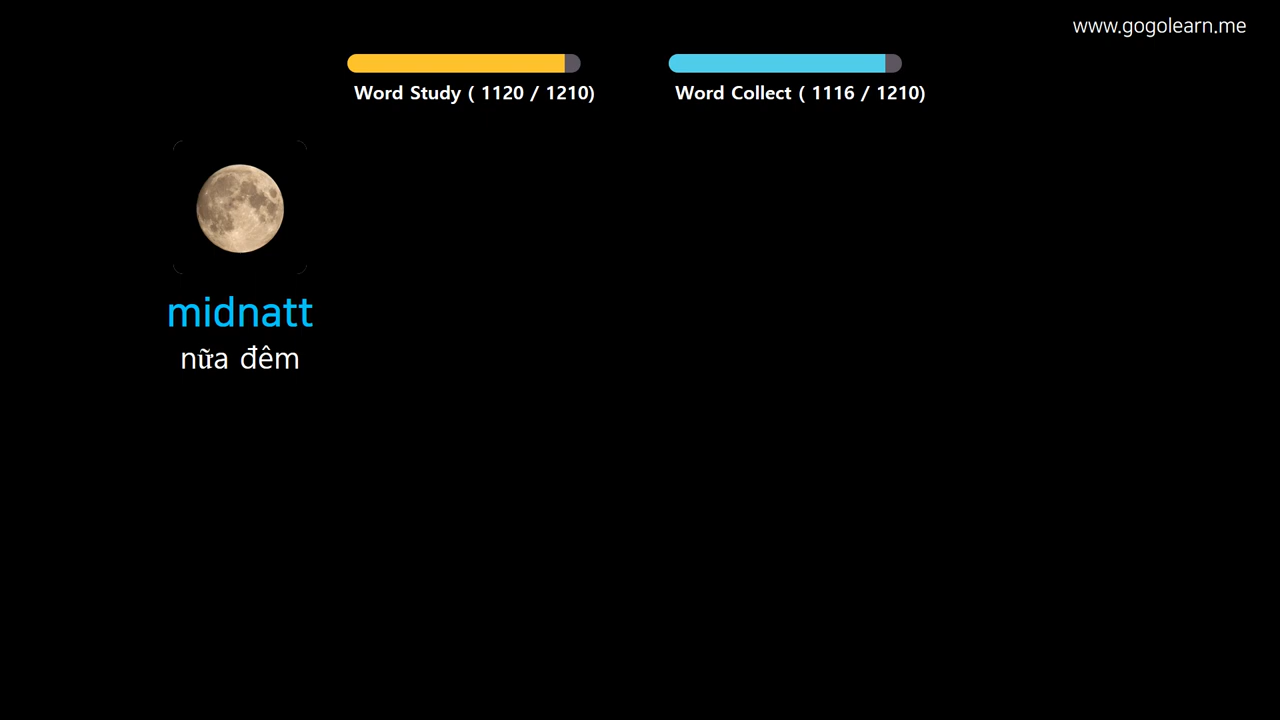 www.gogolearn.me
Word Study ( 1120 / 1210)
Word Collect ( 1116 / 1210)
midnatt
nữa đêm